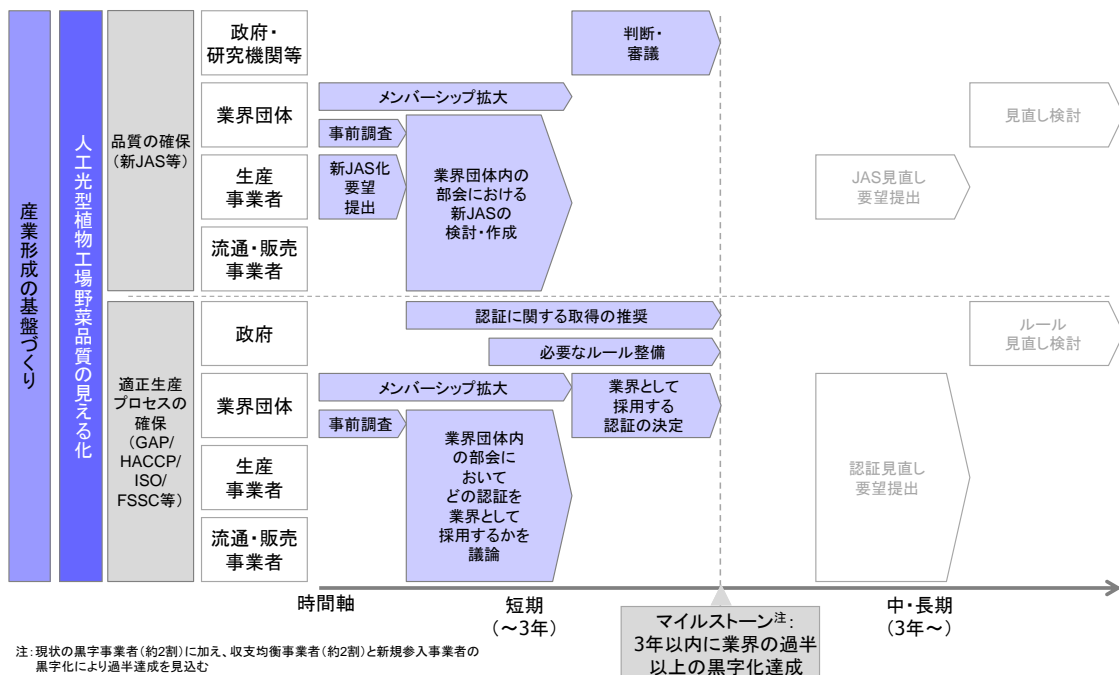 産業形成の基盤づくり
人工光型植物工場野菜品質の見える化
品質の確保
(新JAS等)
政府・
研究機関等
判断・
審議
業界団体
メンバーシップ拡大
見直し検討
事前調査
生産
事業者
新JAS化
要望
提出
業界団体内の
部会における
新JASの
検討・作成
JAS見直し
要望提出
流通・販売
事業者
適正生産
プロセスの
確保
(GAP/
HACCP/
ISO/
FSSC等)
政府
認証に関する取得の推奨
必要なルール整備
ルール
見直し検討
業界団体
メンバーシップ拡大
業界として
採用する
認証の決定
事前調査
業界団体内
の部会に
おいて
どの認証を
業界として
採用するかを
議論
認証見直し
要望提出
生産
事業者
流通・販売
事業者
時間軸
短期
(~3年)
中・長期
(3年~)
マイルストーン注:
3年以内に業界の過半
以上の黒字化達成
注:現状の黒字事業者(約2割)に加え、収支均衡事業者(約2割)と新規参入事業者の
黒字化により過半達成を見込む